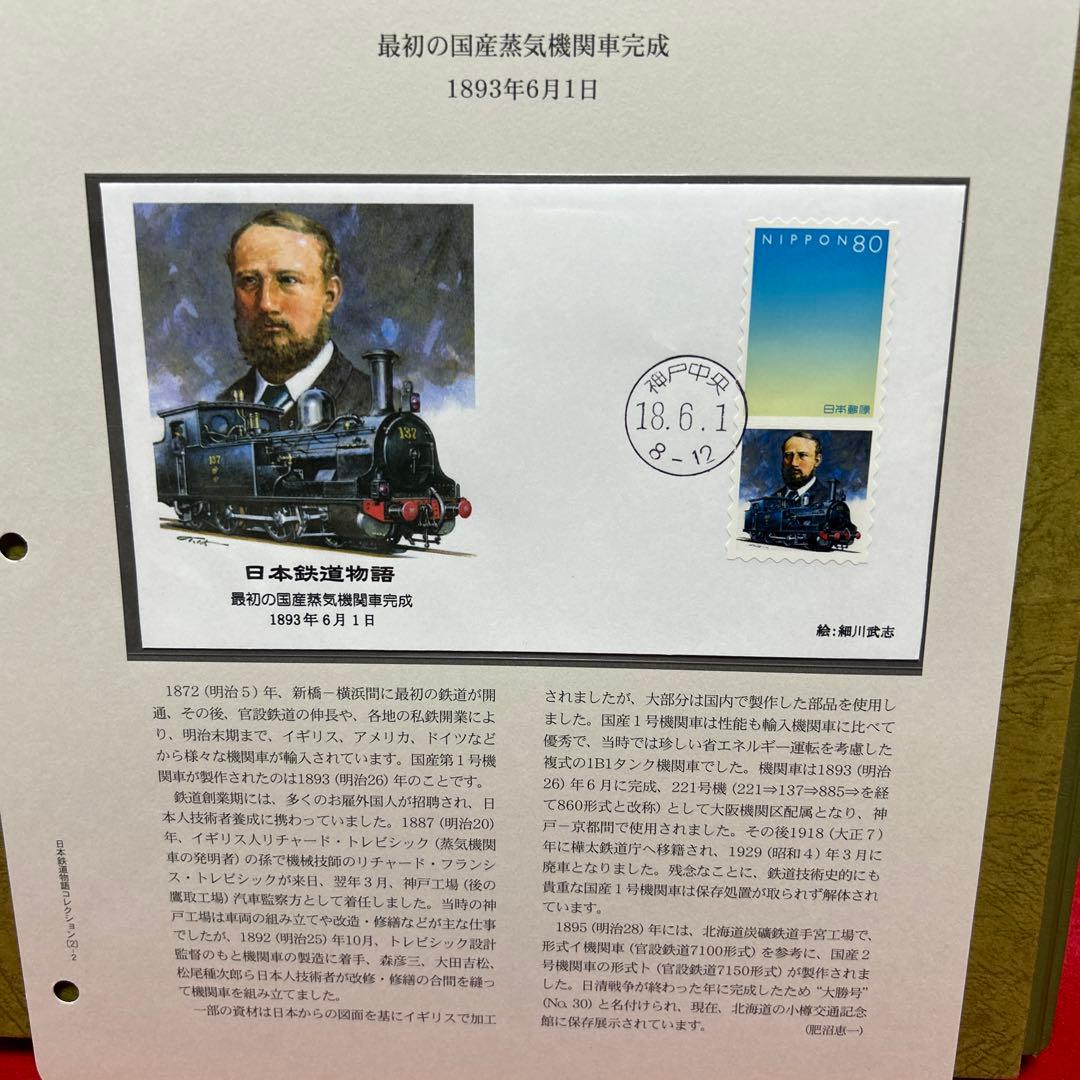 最初の国産蒸気機関車完成
1893年6月1日
NIPPON 80
日本郵便
神戸中央
18.6.1
8-12
137
137
日本鉄道物語
最初の国産蒸気機関車完成
1893年6月1日
絵:細川武志
1872（明治5）年、新橋－横浜間に最初の鉄道が開
通、その後、官設鉄道の伸長や、各地の私鉄開業によ
り、明治末期まで、イギリス、アメリカ、ドイツなど
から様々な機関車が輸入されています。国産第1号機
関車が製作されたのは1893（明治26）年のことです。
鉄道創業期には、多くのお雇外国人が招聘され、日
本人技術者養成に携わっていました。1887（明治20）
年、イギリス人リチャード・トレビシック（蒸気機関
車の発明者）の孫で機械技師のリチャード・フランシ
ス・トレビシックが来日、翌年3月、神戸工場（後の
鷹取工場）汽車監察方として着任しました。当時の神
戸工場は車両の組み立てや改造・修繕などが主な仕事
でしたが、1892（明治25）年10月、トレビシック設計
監督のもと機関車の製造に着手、森彦三、大田吉松、
松尾種次郎ら日本人技術者が改修・修繕の合間を縫っ
て機関車を組み立てました。
一部の資材は日本からの図面を基にイギリスで加工
されましたが、大部分は国内で製作した部品を使用し
ました。国産1号機関車は性能も輸入機関車に比べて
優秀で、当時では珍しい省エネルギー運転を考慮した
複式の1B1タンク機関車でした。機関車は1893（明治
26）年6月に完成、221号機（221⇒137⇒885⇒を経
て860形式と改称）として大阪機関区配属となり、神
戸－京都間で使用されました。その後1918（大正7）
年に樺太鉄道庁へ移籍され、1929（昭和4）年3月に
廃車となりました。残念なことに、鉄道技術史的にも
貴重な国産1号機関車は保存処置が取られず解体され
ています。
1895（明治28）年には、北海道炭礦鉄道手宮工場で、
形式イ機関車（官設鉄道7100形式）を参考に、国産2
号機関車の形式ト（官設鉄道7150形式）が製作されま
した。日清戦争が終わった年に完成したため“大勝号”
（No.30）と名付けられ、現在、北海道の小樽交通記念
館に保存展示されています。
（肥沼恵一）
日本鉄道物語コレクション〔2〕-2